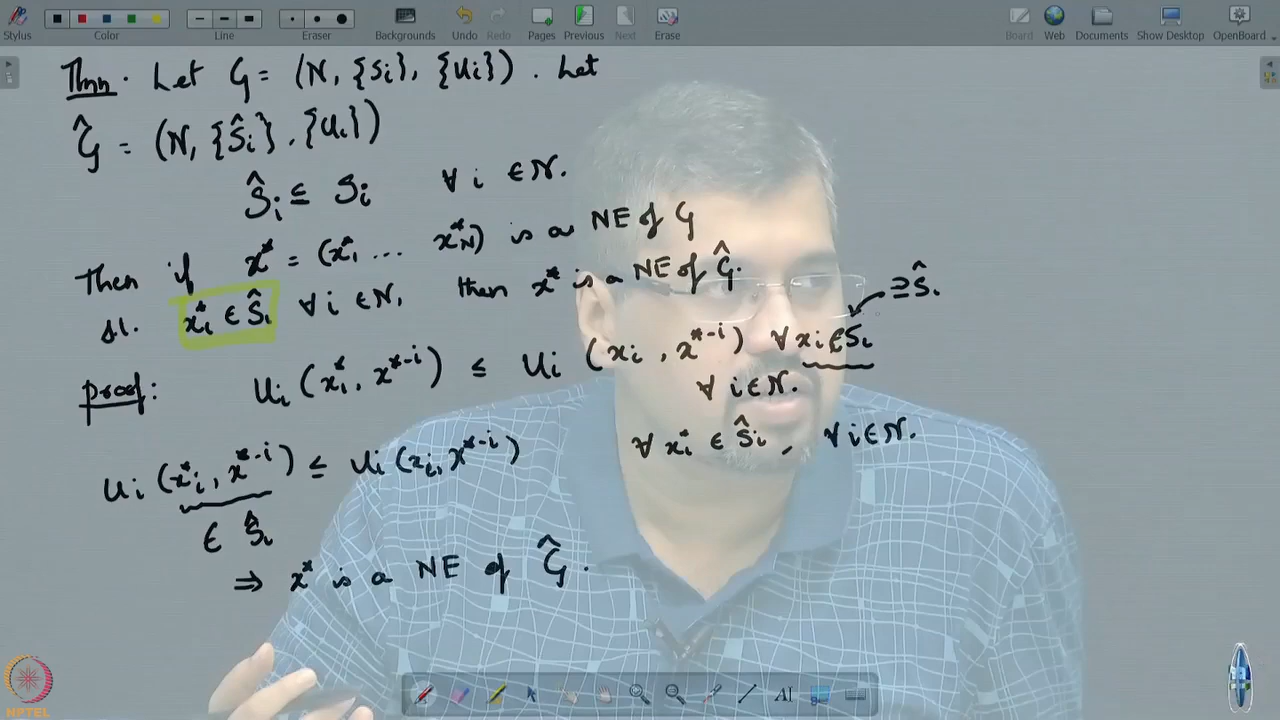 Stylus Color Line Eraser Backgrounds Undo Redo Pages Previous Next Erase Board Web Documents Show Desktop OpenBoard
Thm. Let G = (N, {Si}, {Ui}). Let
Ĝ = (N, {Ŝi}, {Ui})
Ŝi ⊆ Si ∀ i ∈ N.
Then if x* = (x*1 ... x*N) is a NE of G
st. x*i ∈ Ŝi ∀ i ∈ N, then x* is a NE of Ĝ.
⊇ Ŝi.
proof: Ui (x*i, x*-i) ≤ Ui (xi, x*-i) ∀ xi ∈ Si
∀ i ∈ N.
Ui (x*i, x*-i) ≤ Ui (xi, x*-i) ∀ x*i ∈ Ŝi, ∀ i ∈ N.
∈ Ŝi
⇒ x* is a NE of Ĝ.
NPTEL